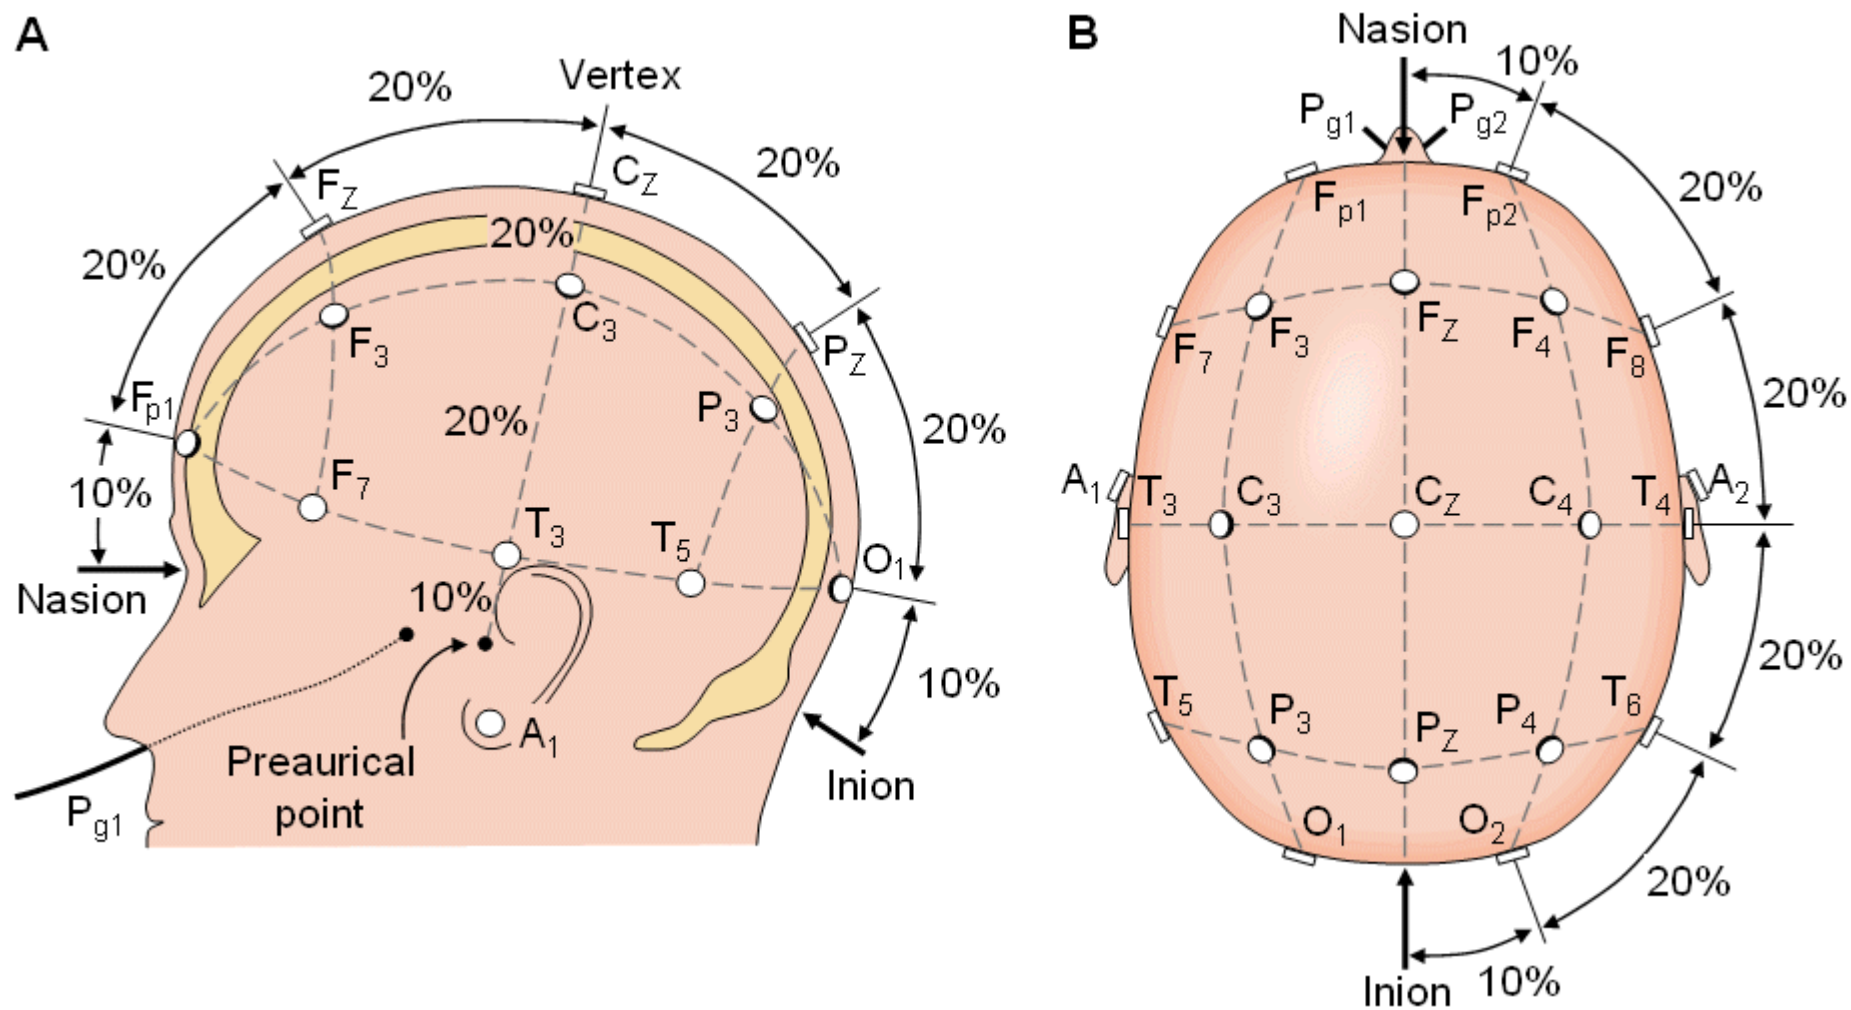 A
20%
Vertex
20%
FZ
CZ
20%
20%
F3
C3
Fp1
PZ
20%
P3
20%
10%
F7
T3
T5
O1
Nasion
10%
10%
Preaurical
point
A1
Inion
Pg1
B
Nasion
10%
Pg1
Pg2
20%
Fp1
Fp2
F7
F3
FZ
F4
F8
20%
A1
T3
C3
CZ
C4
T4
A2
20%
T5
P3
PZ
P4
T6
O1
O2
20%
Inion
10%